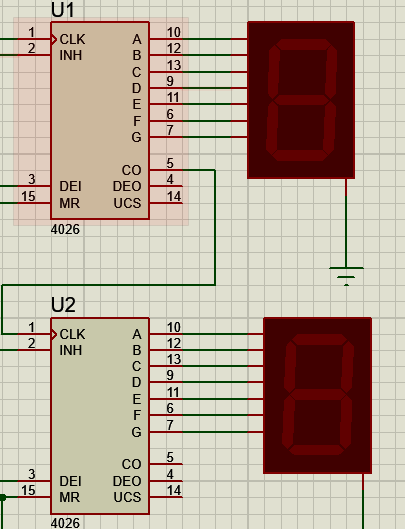 U1
1 CLK A 10
2 INH B 12
C 13
D 9
E 11
F 6
G 7
CO 5
3 DEI DEO 4
15 MR UCS 14
4026
U2
1 CLK A 10
2 INH B 12
C 13
D 9
E 11
F 6
G 7
CO 5
3 DEI DEO 4
15 MR UCS 14
4026